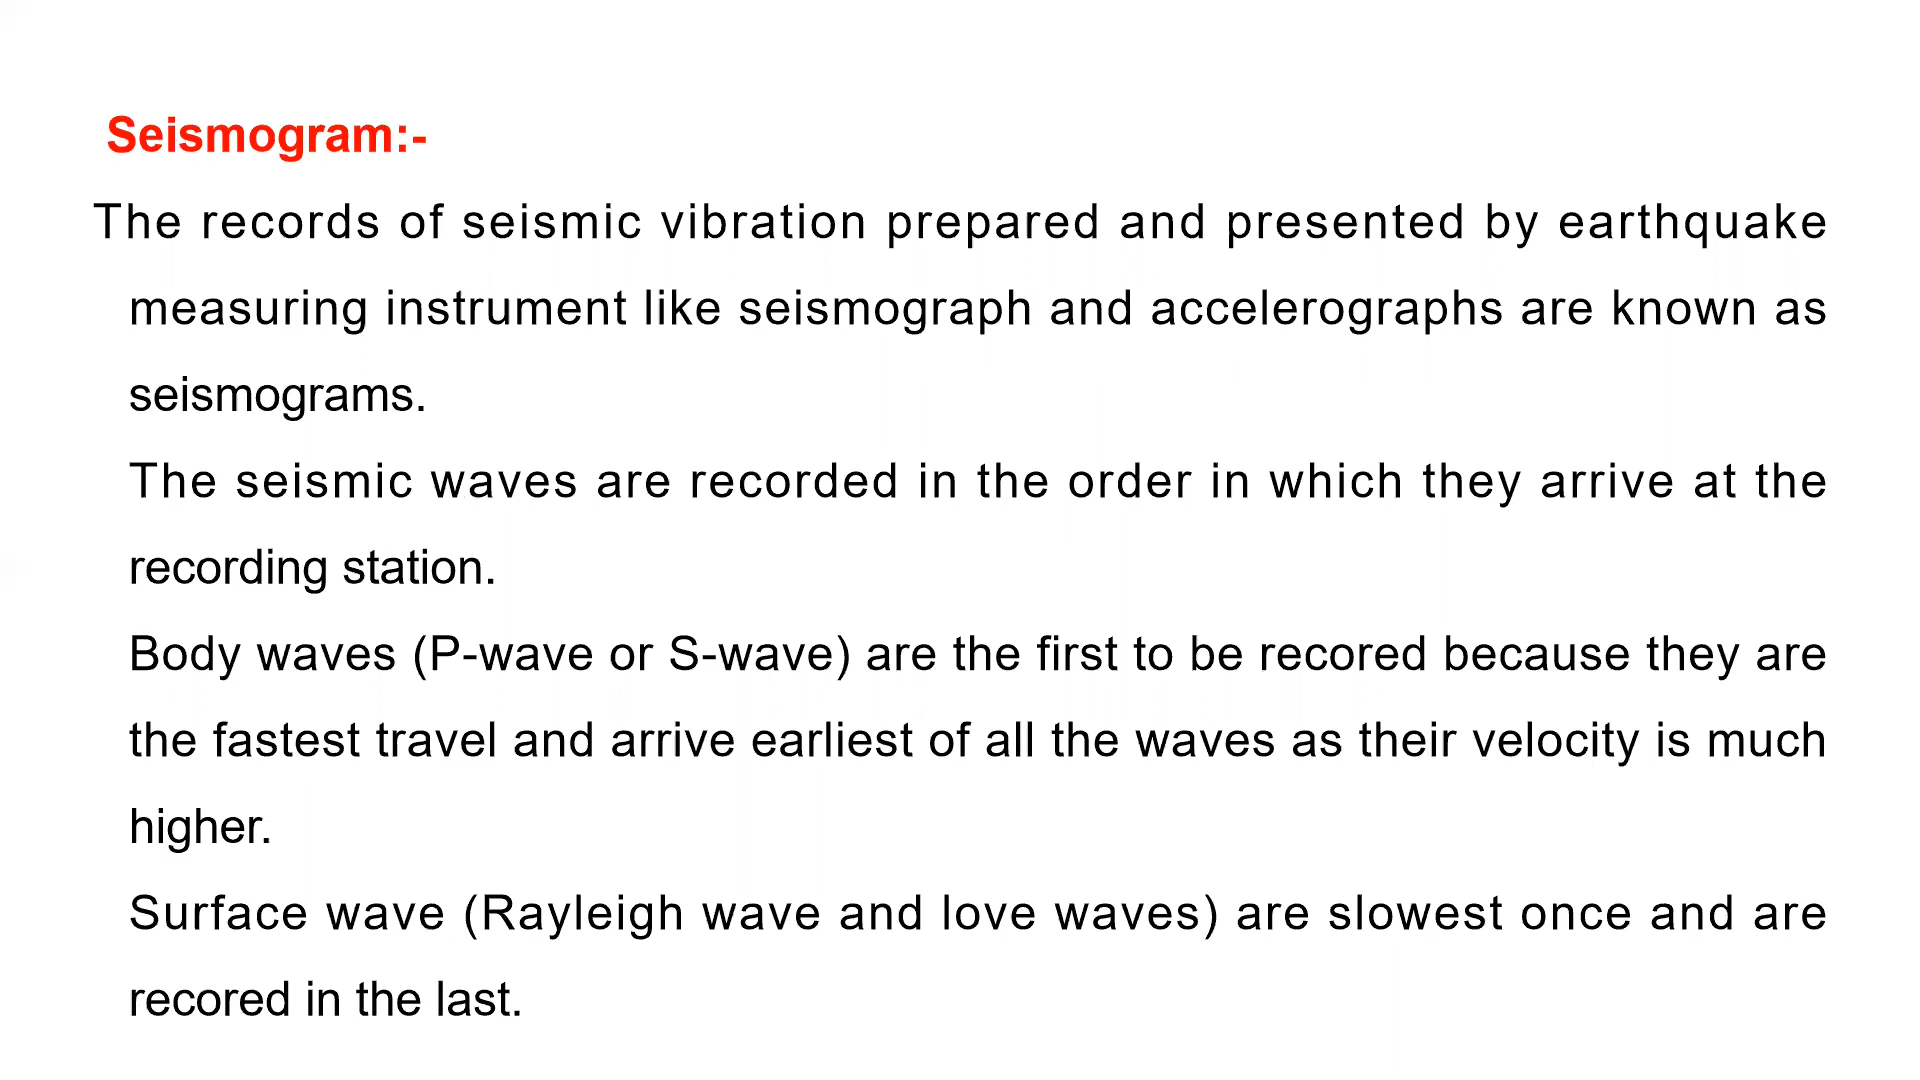 Seismogram:-
The records of seismic vibration prepared and presented by earthquake
measuring instrument like seismograph and accelerographs are known as
seismograms.
The seismic waves are recorded in the order in which they arrive at the
recording station.
Body waves (P-wave or S-wave) are the first to be recored because they are
the fastest travel and arrive earliest of all the waves as their velocity is much
higher.
Surface wave (Rayleigh wave and love waves) are slowest once and are
recored in the last.